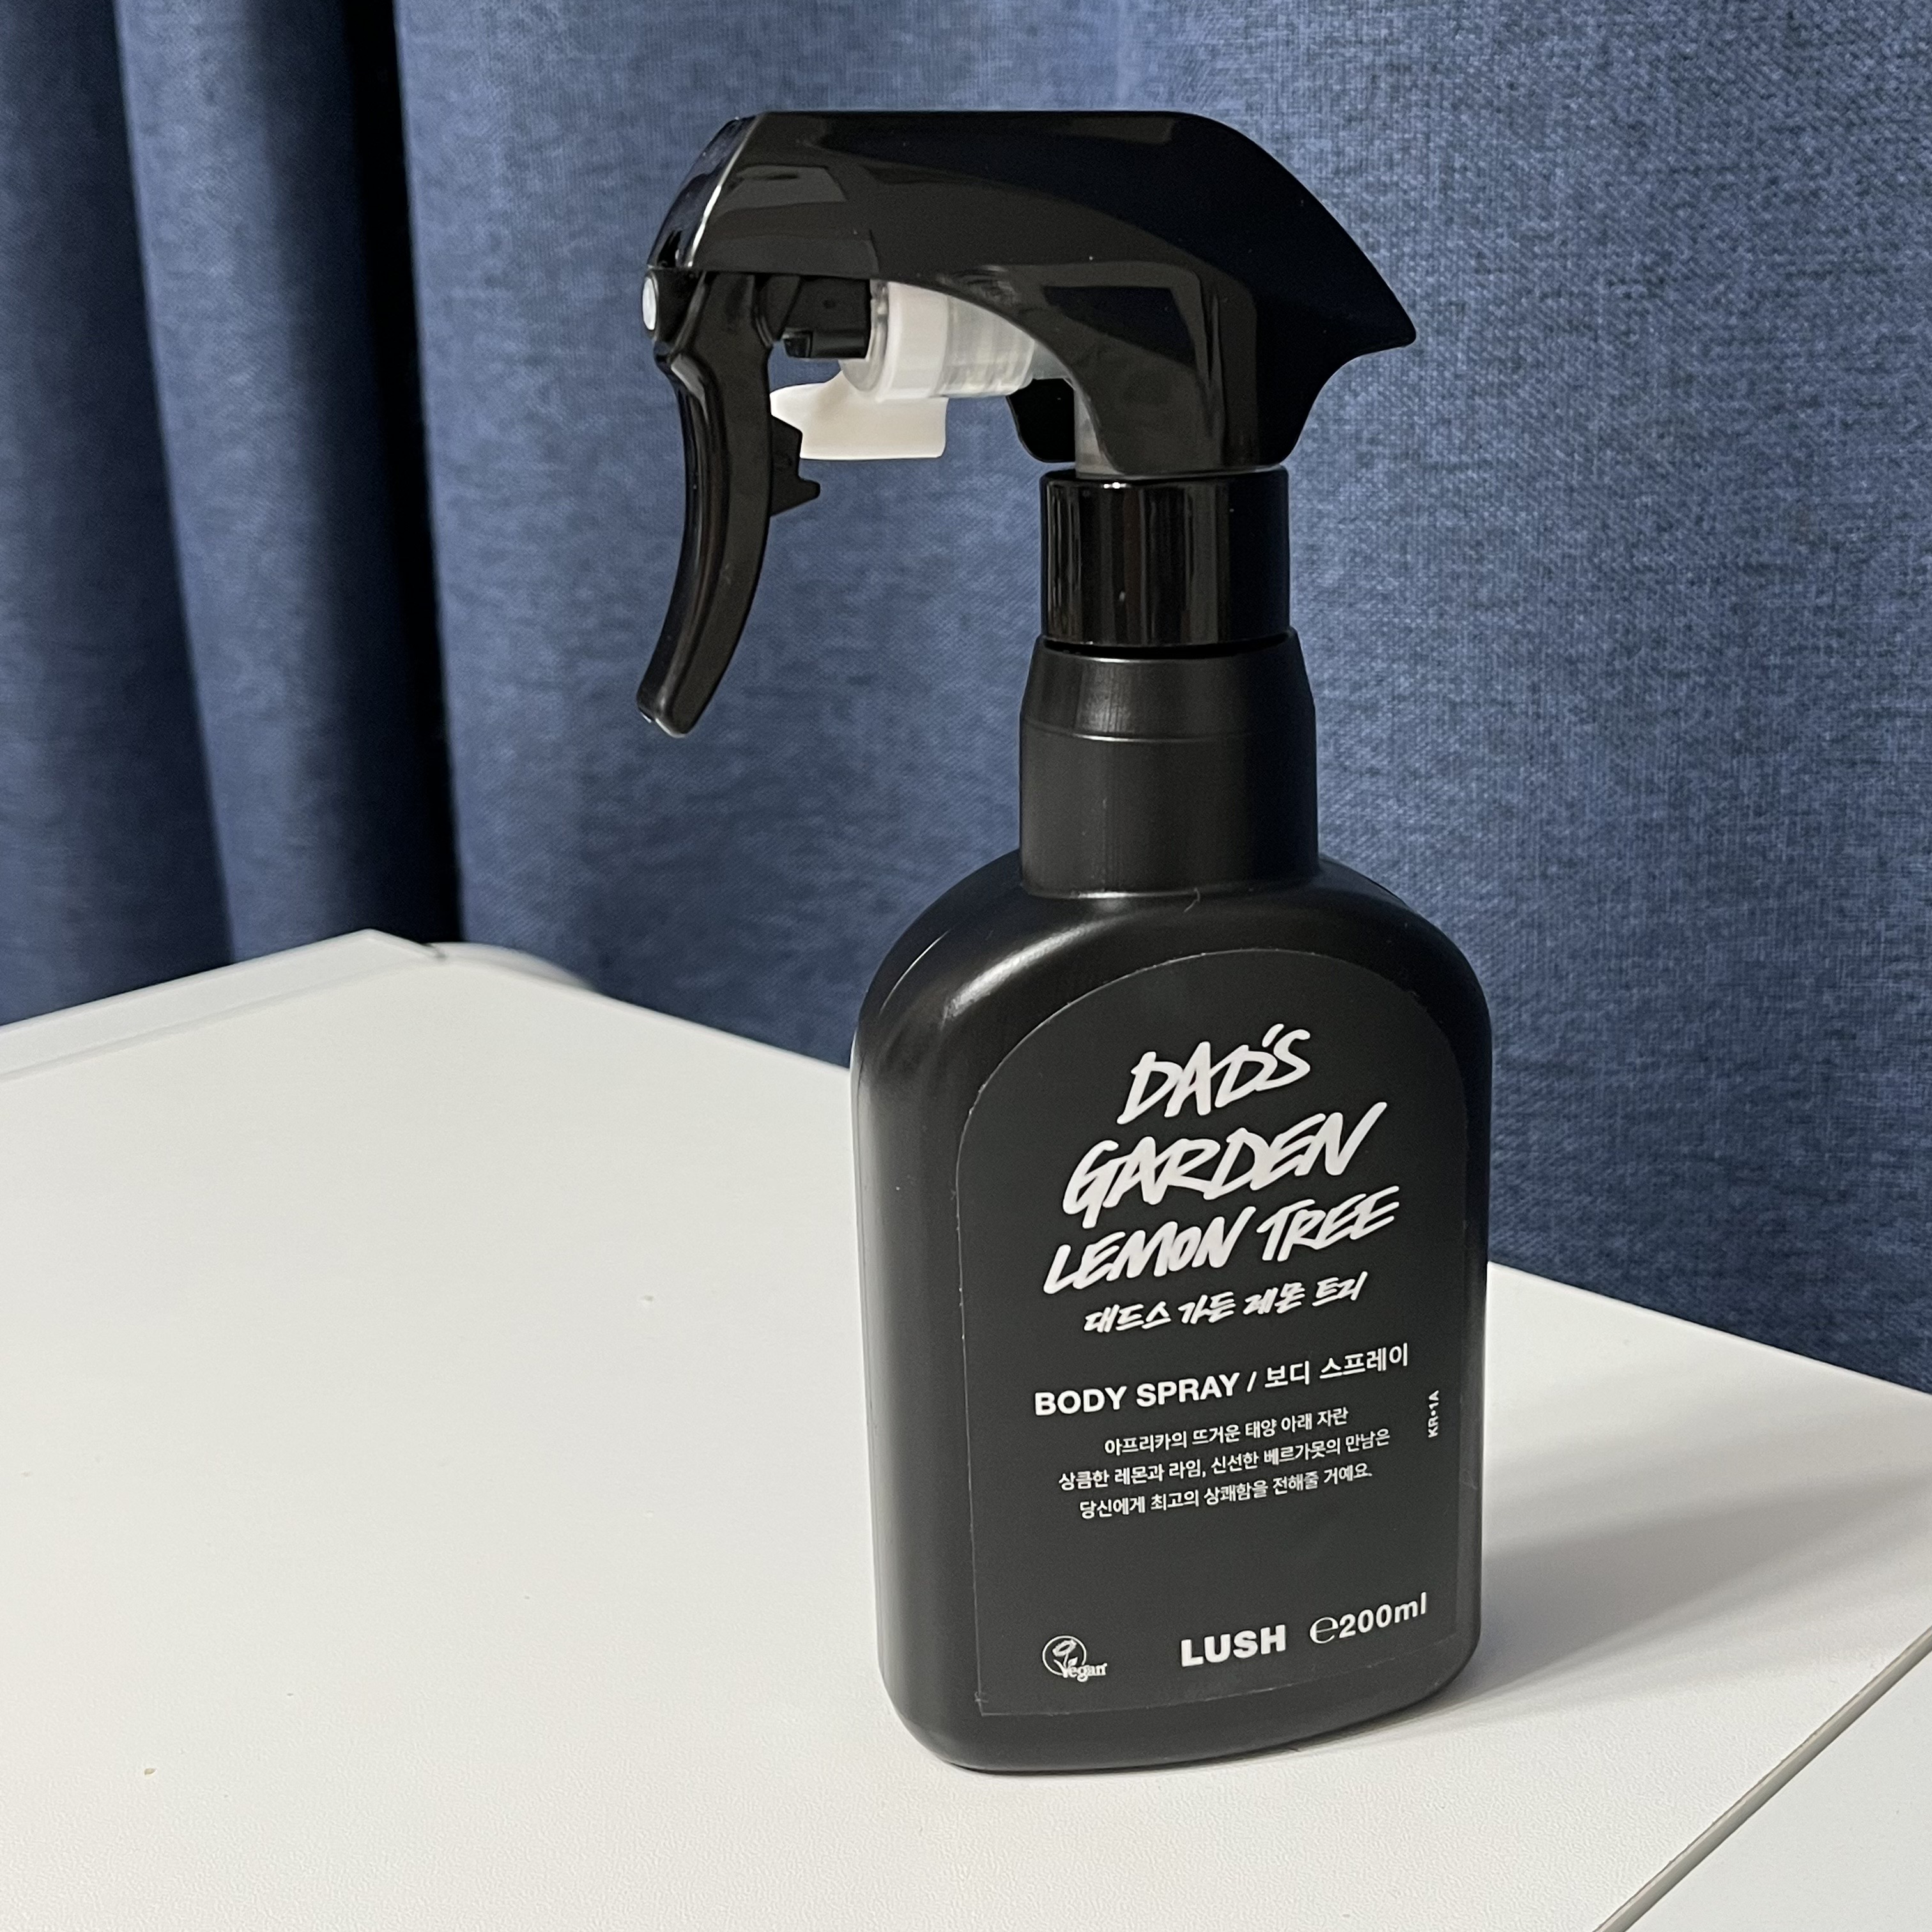 DAD'S
GARDEN
LEMON TREE
대드스 가든 레몬 트리
BODY SPRAY / 보디 스프레이
아프리카의 뜨거운 태양 아래 자란
상큼한 레몬과 라임, 신선한 베르가못의 만남은
당신에게 최고의 상쾌함을 전해줄 거예요.
KR•1A
Vegan
LUSH ℮200ml